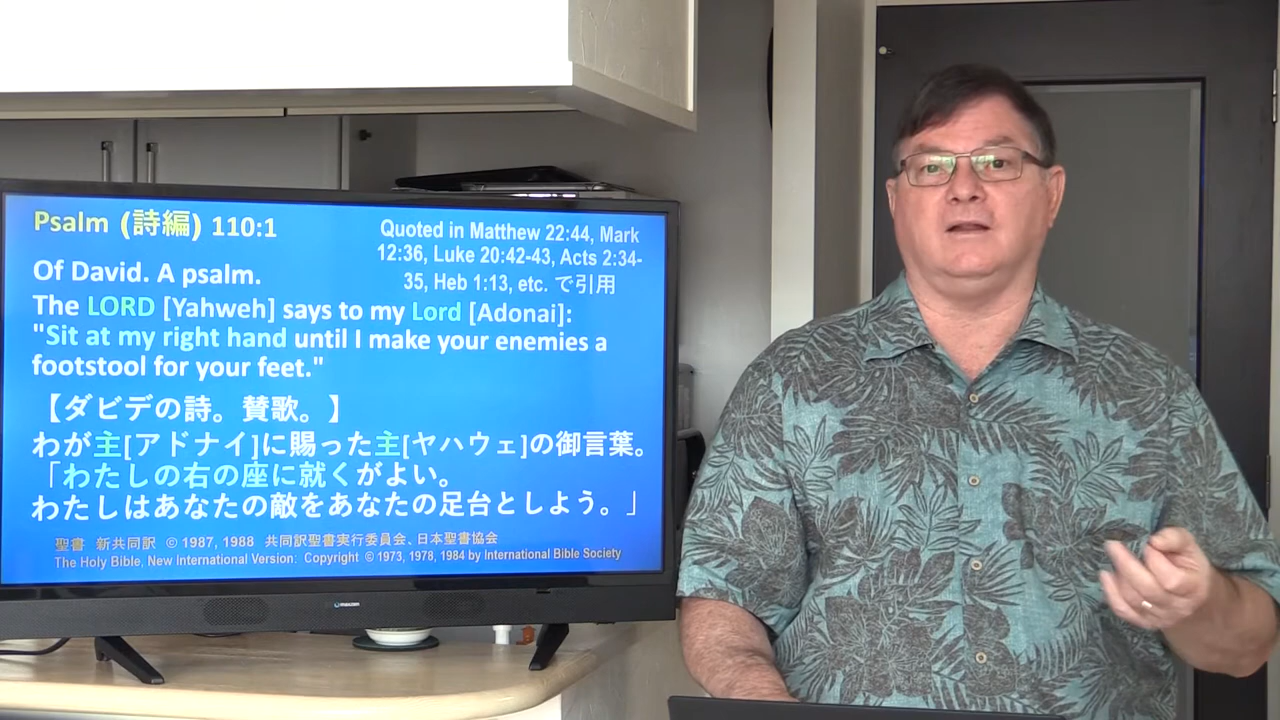 Psalm (詩編) 110:1
Quoted in Matthew 22:44, Mark
12:36, Luke 20:42-43, Acts 2:34-
35, Heb 1:13, etc. で引用
Of David. A psalm.
The LORD [Yahweh] says to my Lord [Adonai]:
"Sit at my right hand until I make your enemies a
footstool for your feet."
【ダビデの詩。賛歌。】
わが主[アドナイ]に賜った主[ヤハウェ]の御言葉。
「わたしの右の座に就くがよい。
わたしはあなたの敵をあなたの足台としよう。」
聖書 新共同訳 © 1987, 1988 共同訳聖書実行委員会、日本聖書協会
The Holy Bible, New International Version: Copyright © 1973, 1978, 1984 by International Bible Society
maxzen